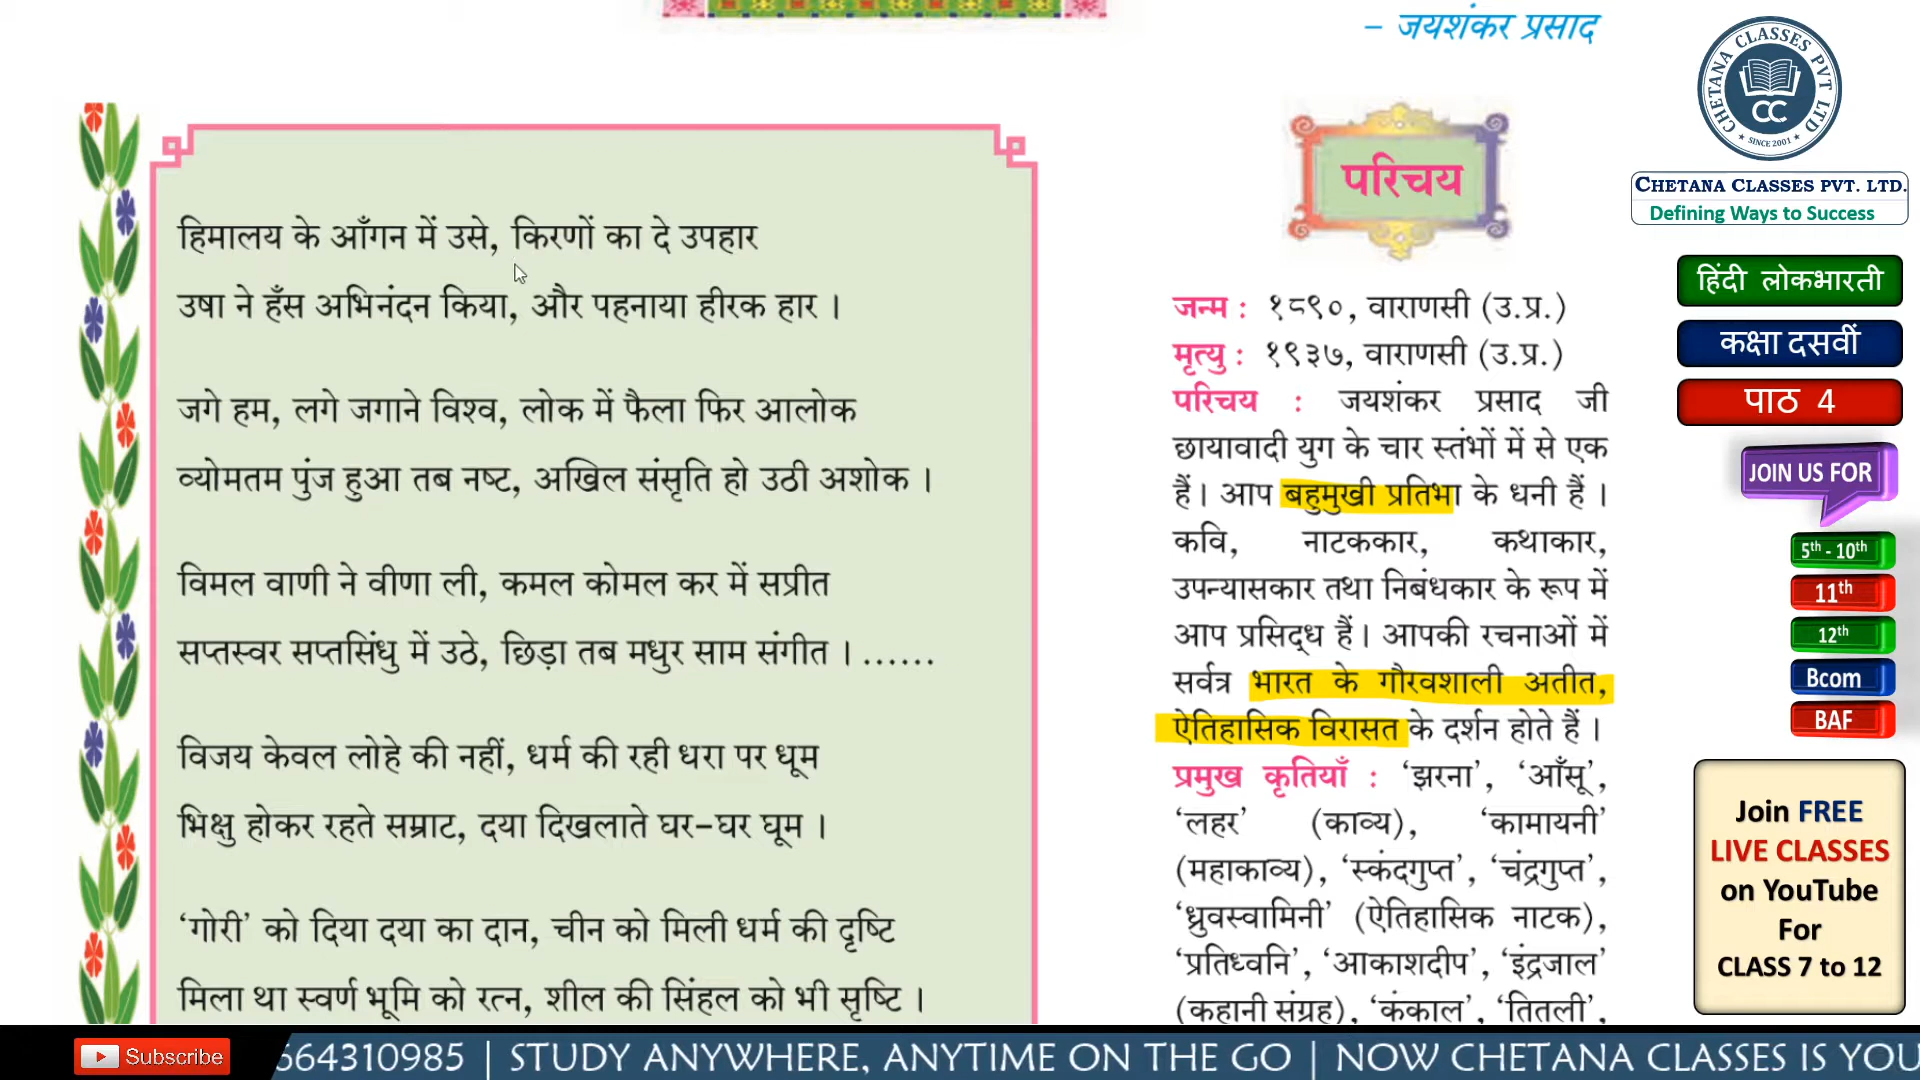 – जयशंकर प्रसाद
हिमालय के आँगन में उसे, किरणों का दे उपहार
उषा ने हँस अभिनंदन किया, और पहनाया हीरक हार ।
जगे हम, लगे जगाने विश्व, लोक में फैला फिर आलोक
व्योमतम पुंज हुआ तब नष्ट, अखिल संसृति हो उठी अशोक ।
विमल वाणी ने वीणा ली, कमल कोमल कर में सप्रीत
सप्तस्वर सप्तसिंधु में उठे, छिड़ा तब मधुर साम संगीत । ......
विजय केवल लोहे की नहीं, धर्म की रही धरा पर धूम
भिक्षु होकर रहते सम्राट, दया दिखलाते घर-घर घूम ।
‘गोरी’ को दिया दया का दान, चीन को मिली धर्म की दृष्टि
मिला था स्वर्ण भूमि को रत्न, शील की सिंहल को भी सृष्टि ।
परिचय
जन्म : १८९०, वाराणसी (उ.प्र.)
मृत्यु : १९३७, वाराणसी (उ.प्र.)
परिचय : जयशंकर प्रसाद जी
छायावादी युग के चार स्तंभों में से एक
हैं । आप बहुमुखी प्रतिभा के धनी हैं ।
कवि, नाटककार, कथाकार,
उपन्यासकार तथा निबंधकार के रूप में
आप प्रसिद्ध हैं । आपकी रचनाओं में
सर्वत्र भारत के गौरवशाली अतीत,
ऐतिहासिक विरासत के दर्शन होते हैं ।
प्रमुख कृतियाँ : ‘झरना’, ‘आँसू’,
‘लहर’ (काव्य), ‘कामायनी’
(महाकाव्य), ‘स्कंदगुप्त’, ‘चंद्रगुप्त’,
‘ध्रुवस्वामिनी’ (ऐतिहासिक नाटक),
‘प्रतिध्वनि’, ‘आकाशदीप’, ‘इंद्रजाल’
(कहानी संग्रह), ‘कंकाल’, ‘तितली’,
CHETANA CLASSES PVT LTD
CC
SINCE 2001
CHETANA CLASSES PVT. LTD.
Defining Ways to Success
हिंदी लोकभारती
कक्षा दसवीं
पाठ 4
JOIN US FOR
5th - 10th
11th
12th
Bcom
BAF
Join FREE
LIVE CLASSES
on YouTube
For
CLASS 7 to 12
Subscribe
664310985 | STUDY ANYWHERE, ANYTIME ON THE GO | NOW CHETANA CLASSES IS YOU